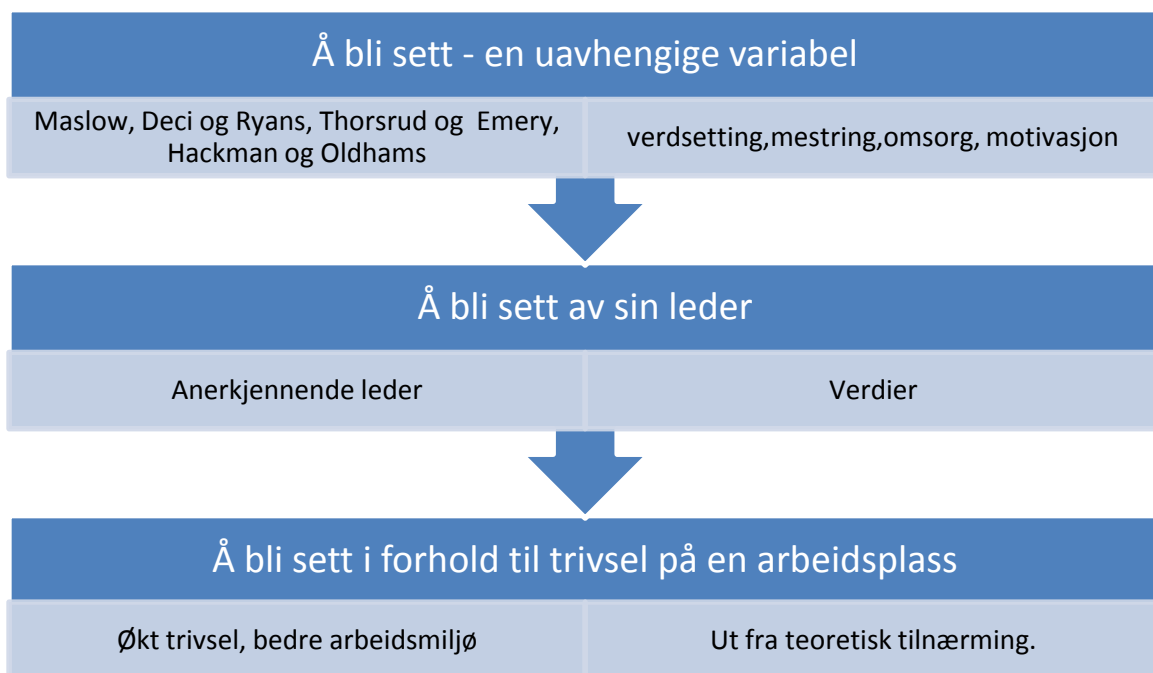 Å bli sett - en uavhengige variabel
Maslow, Deci og Ryans, Thorsrud og Emery,
Hackman og Oldhams
verdsetting,mestring,omsorg, motivasjon
Å bli sett av sin leder
Anerkjennende leder
Verdier
Å bli sett i forhold til trivsel på en arbeidsplass
Økt trivsel, bedre arbeidsmiljø
Ut fra teoretisk tilnærming.